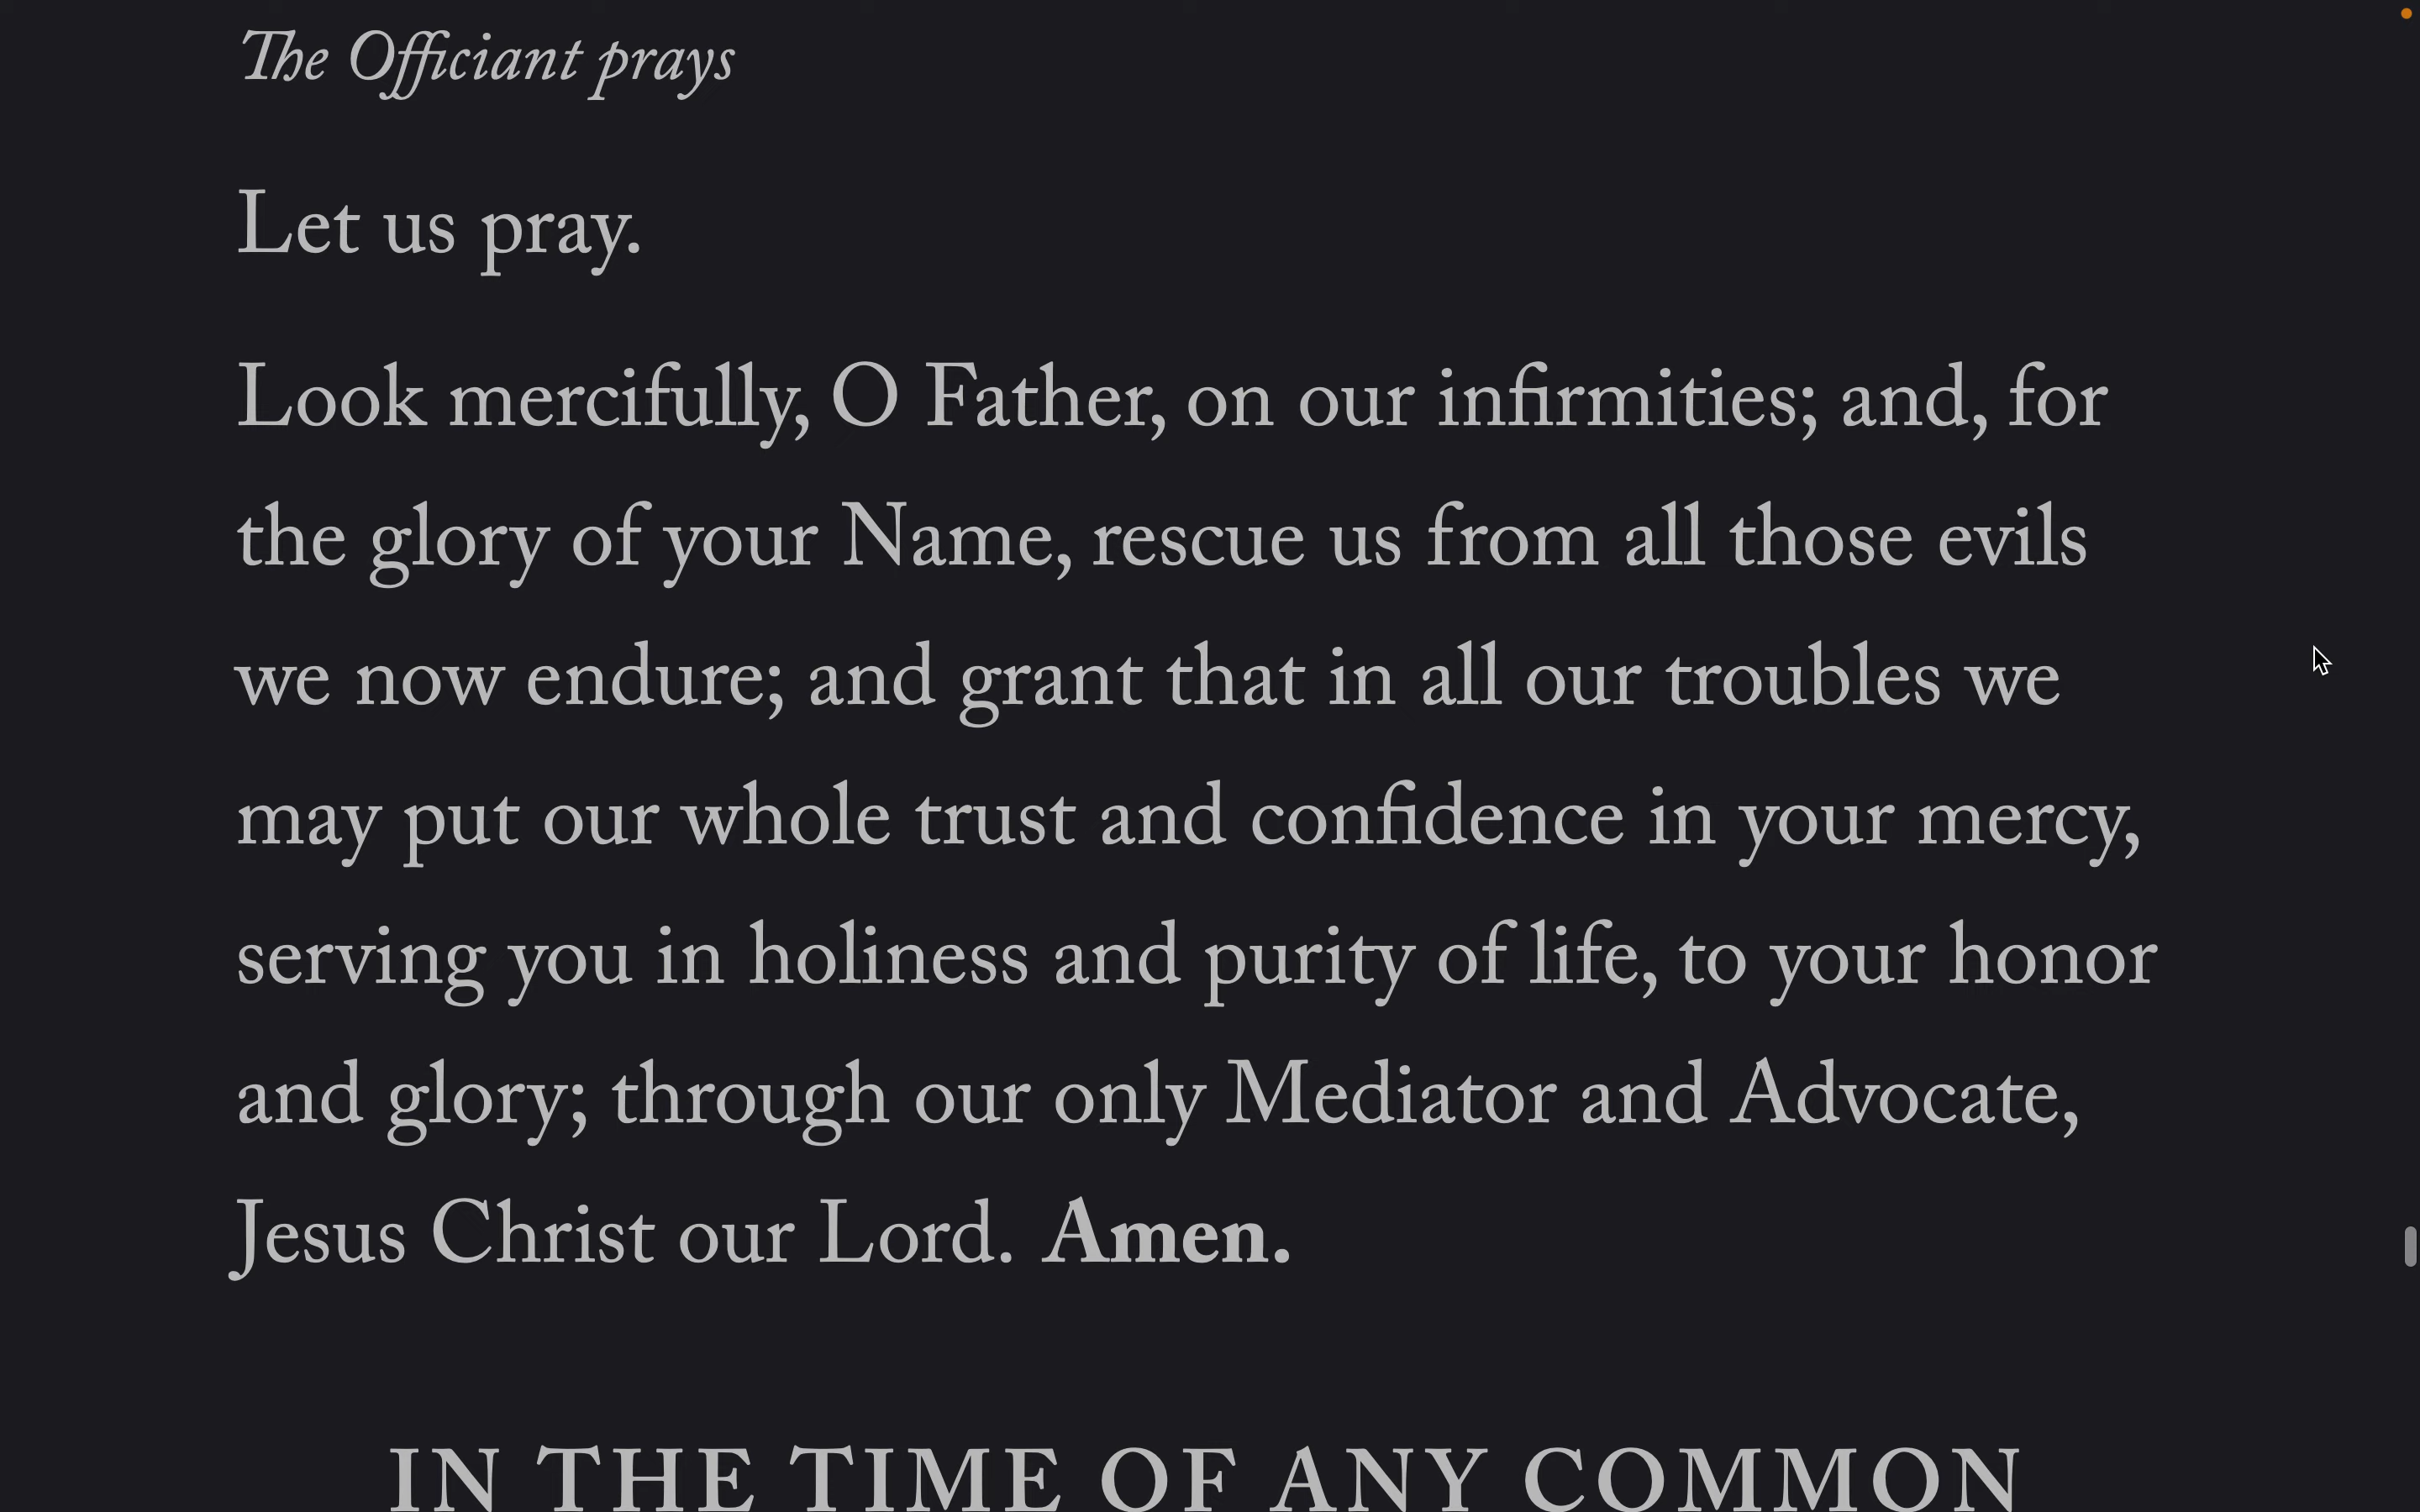 The Officiant prays
Let us pray.
Look mercifully, O Father, on our infirmities; and, for
the glory of your Name, rescue us from all those evils
we now endure; and grant that in all our troubles we
may put our whole trust and confidence in your mercy,
serving you in holiness and purity of life, to your honor
and glory; through our only Mediator and Advocate,
Jesus Christ our Lord. Amen.
IN THE TIME OF ANY COMMON